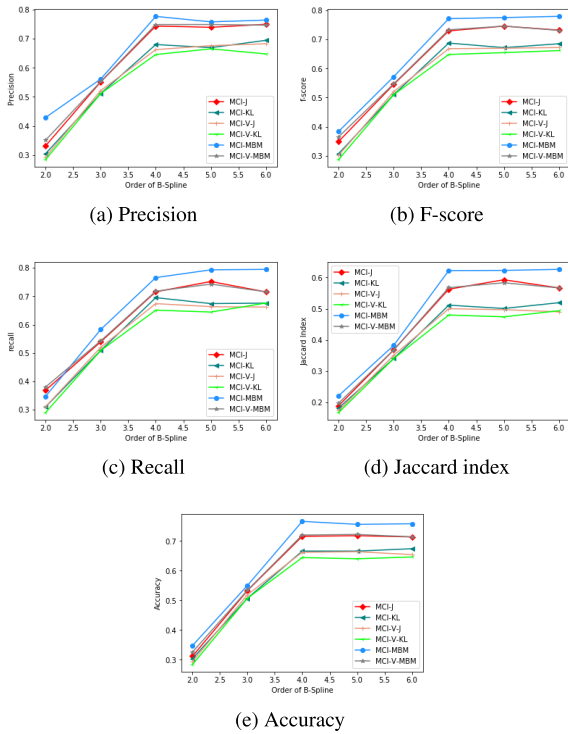 0.8
0.7
0.6
0.5
0.4
0.3
Precision
MCI-J
MCI-KL
MCI-V-J
MCI-V-KL
MCI-MBM
MCI-V-MBM
2.0 2.5 3.0 3.5 4.0 4.5 5.0 5.5 6.0
Order of B-Spline
(a) Precision
0.8
0.7
0.6
0.5
0.4
0.3
f-score
MCI-J
MCI-KL
MCI-V-J
MCI-V-KL
MCI-MBM
MCI-V-MBM
2.0 2.5 3.0 3.5 4.0 4.5 5.0 5.5 6.0
Order of B-Spline
(b) F-score
0.8
0.7
0.6
0.5
0.4
0.3
recall
MCI-J
MCI-KL
MCI-V-J
MCI-V-KL
MCI-MBM
MCI-V-MBM
2.0 2.5 3.0 3.5 4.0 4.5 5.0 5.5 6.0
Order of B-Spline
(c) Recall
0.6
0.5
0.4
0.3
0.2
Jaccard Index
MCI-J
MCI-KL
MCI-V-J
MCI-V-KL
MCI-MBM
MCI-V-MBM
2.0 2.5 3.0 3.5 4.0 4.5 5.0 5.5 6.0
Order of B-Spline
(d) Jaccard index
0.7
0.6
0.5
0.4
0.3
Accuracy
MCI-J
MCI-KL
MCI-V-J
MCI-V-KL
MCI-MBM
MCI-V-MBM
2.0 2.5 3.0 3.5 4.0 4.5 5.0 5.5 6.0
Order of B-Spline
(e) Accuracy